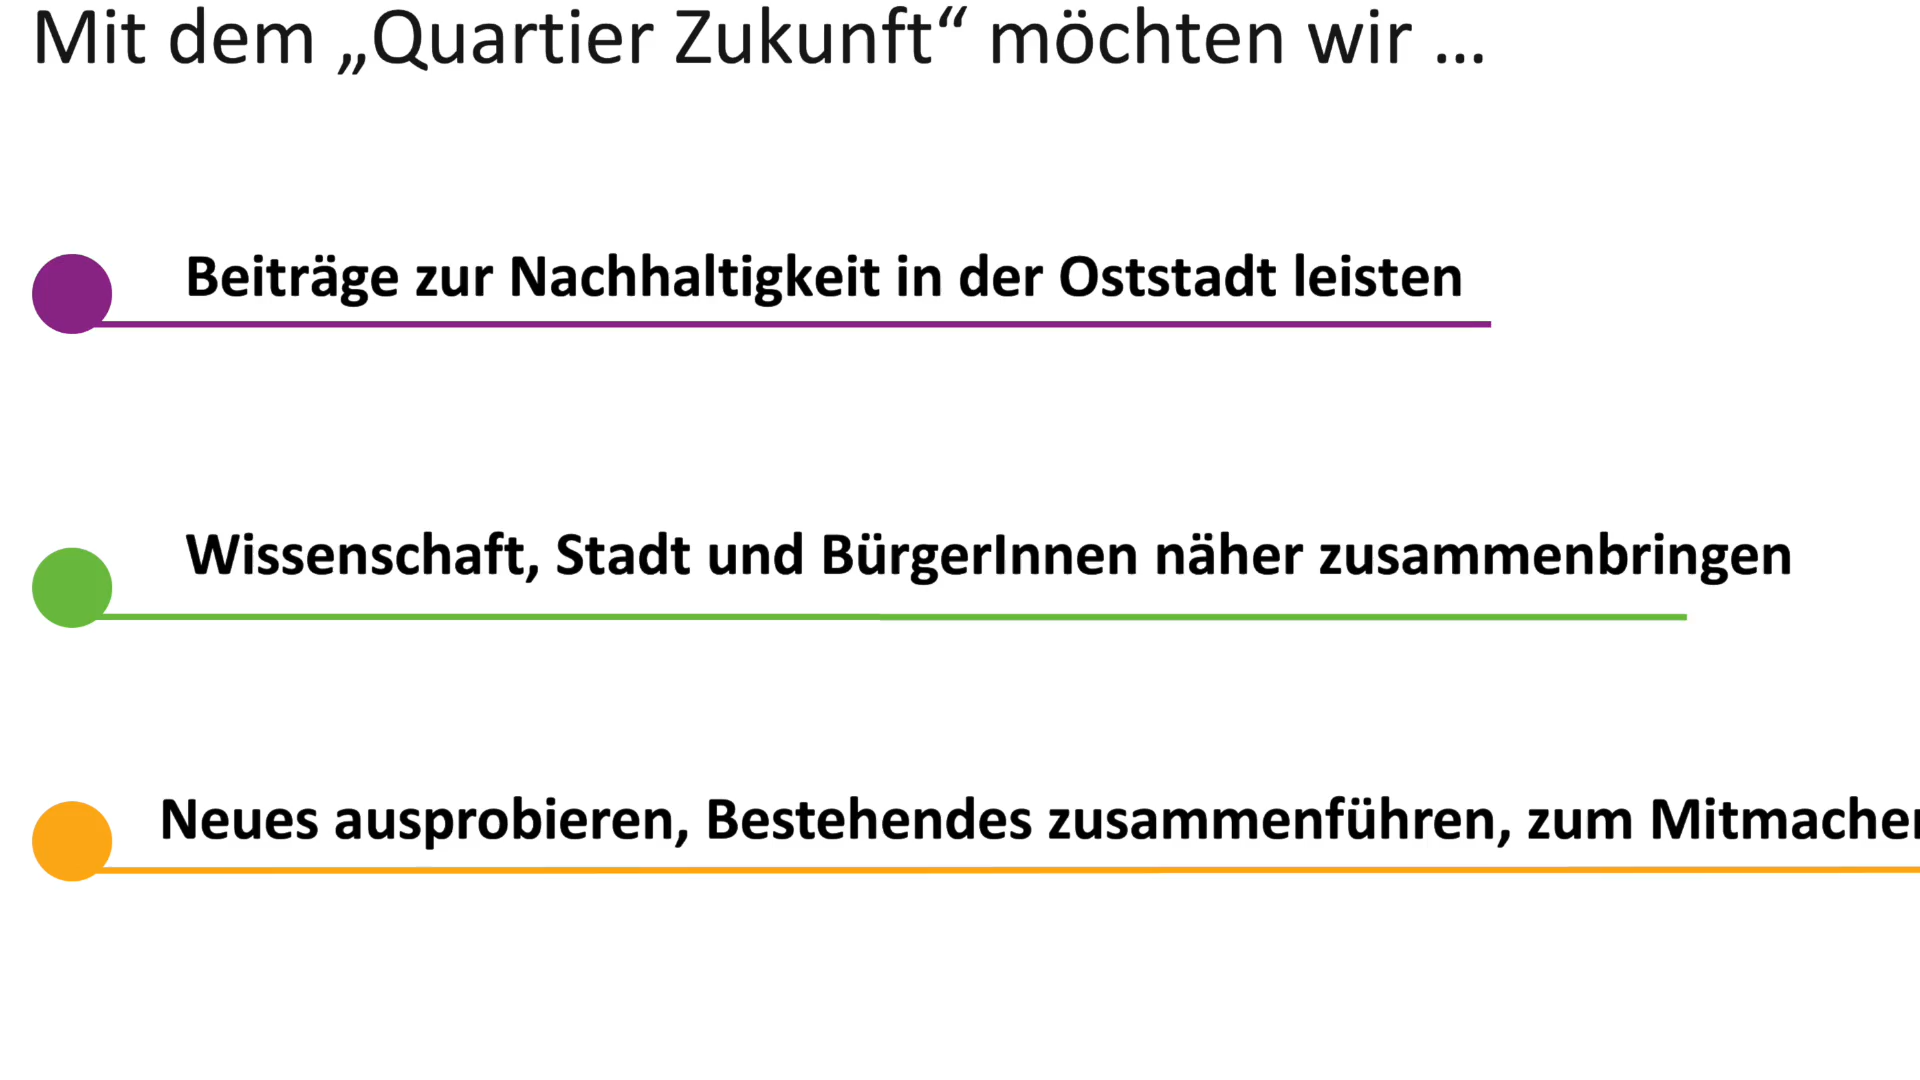 Mit dem „Quartier Zukunft“ möchten wir ...
Beiträge zur Nachhaltigkeit in der Oststadt leisten
Wissenschaft, Stadt und BürgerInnen näher zusammenbringen
Neues ausprobieren, Bestehendes zusammenführen, zum Mitmachen